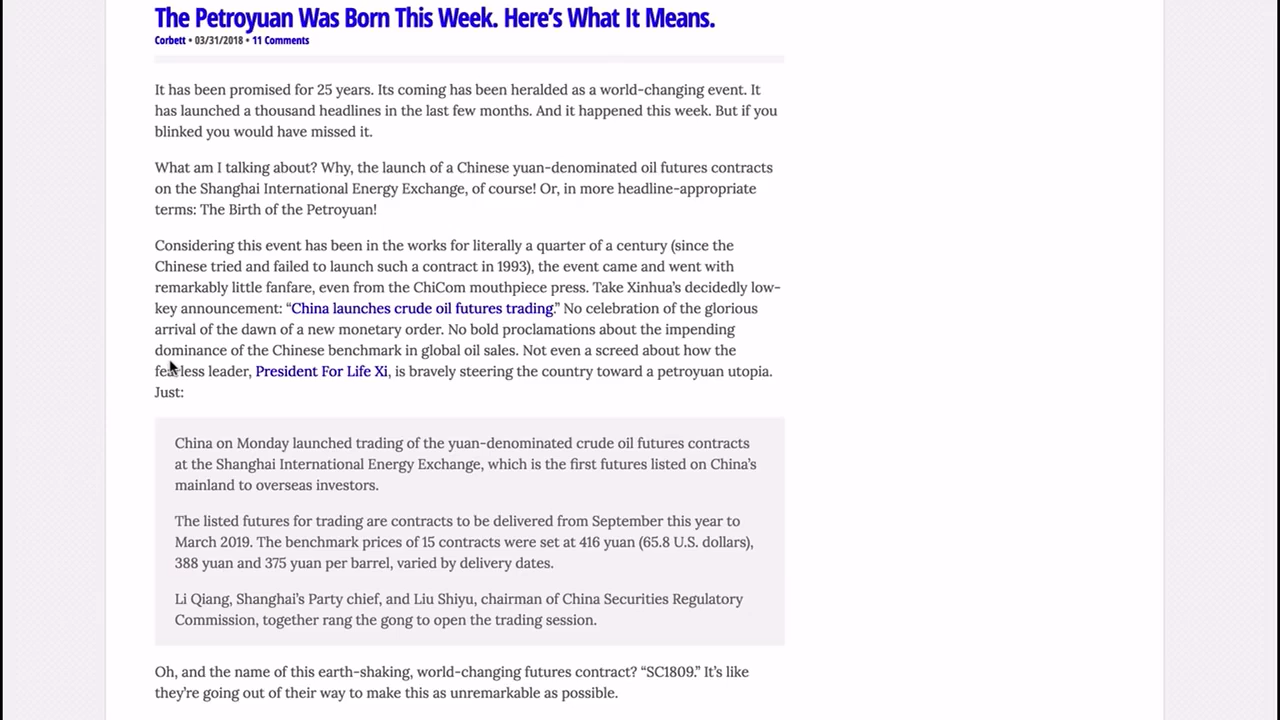 The Petroyuan Was Born This Week. Here’s What It Means.
Corbett • 03/31/2018 • 11 Comments
It has been promised for 25 years. Its coming has been heralded as a world-changing event. It
has launched a thousand headlines in the last few months. And it happened this week. But if you
blinked you would have missed it.
What am I talking about? Why, the launch of a Chinese yuan-denominated oil futures contracts
on the Shanghai International Energy Exchange, of course! Or, in more headline-appropriate
terms: The Birth of the Petroyuan!
Considering this event has been in the works for literally a quarter of a century (since the
Chinese tried and failed to launch such a contract in 1993), the event came and went with
remarkably little fanfare, even from the ChiCom mouthpiece press. Take Xinhua’s decidedly low-
key announcement: “China launches crude oil futures trading.” No celebration of the glorious
arrival of the dawn of a new monetary order. No bold proclamations about the impending
dominance of the Chinese benchmark in global oil sales. Not even a screed about how the
fearless leader, President For Life Xi, is bravely steering the country toward a petroyuan utopia.
Just:
China on Monday launched trading of the yuan-denominated crude oil futures contracts
at the Shanghai International Energy Exchange, which is the first futures listed on China’s
mainland to overseas investors.
The listed futures for trading are contracts to be delivered from September this year to
March 2019. The benchmark prices of 15 contracts were set at 416 yuan (65.8 U.S. dollars),
388 yuan and 375 yuan per barrel, varied by delivery dates.
Li Qiang, Shanghai’s Party chief, and Liu Shiyu, chairman of China Securities Regulatory
Commission, together rang the gong to open the trading session.
Oh, and the name of this earth-shaking, world-changing futures contract? “SC1809.” It’s like
they’re going out of their way to make this as unremarkable as possible.